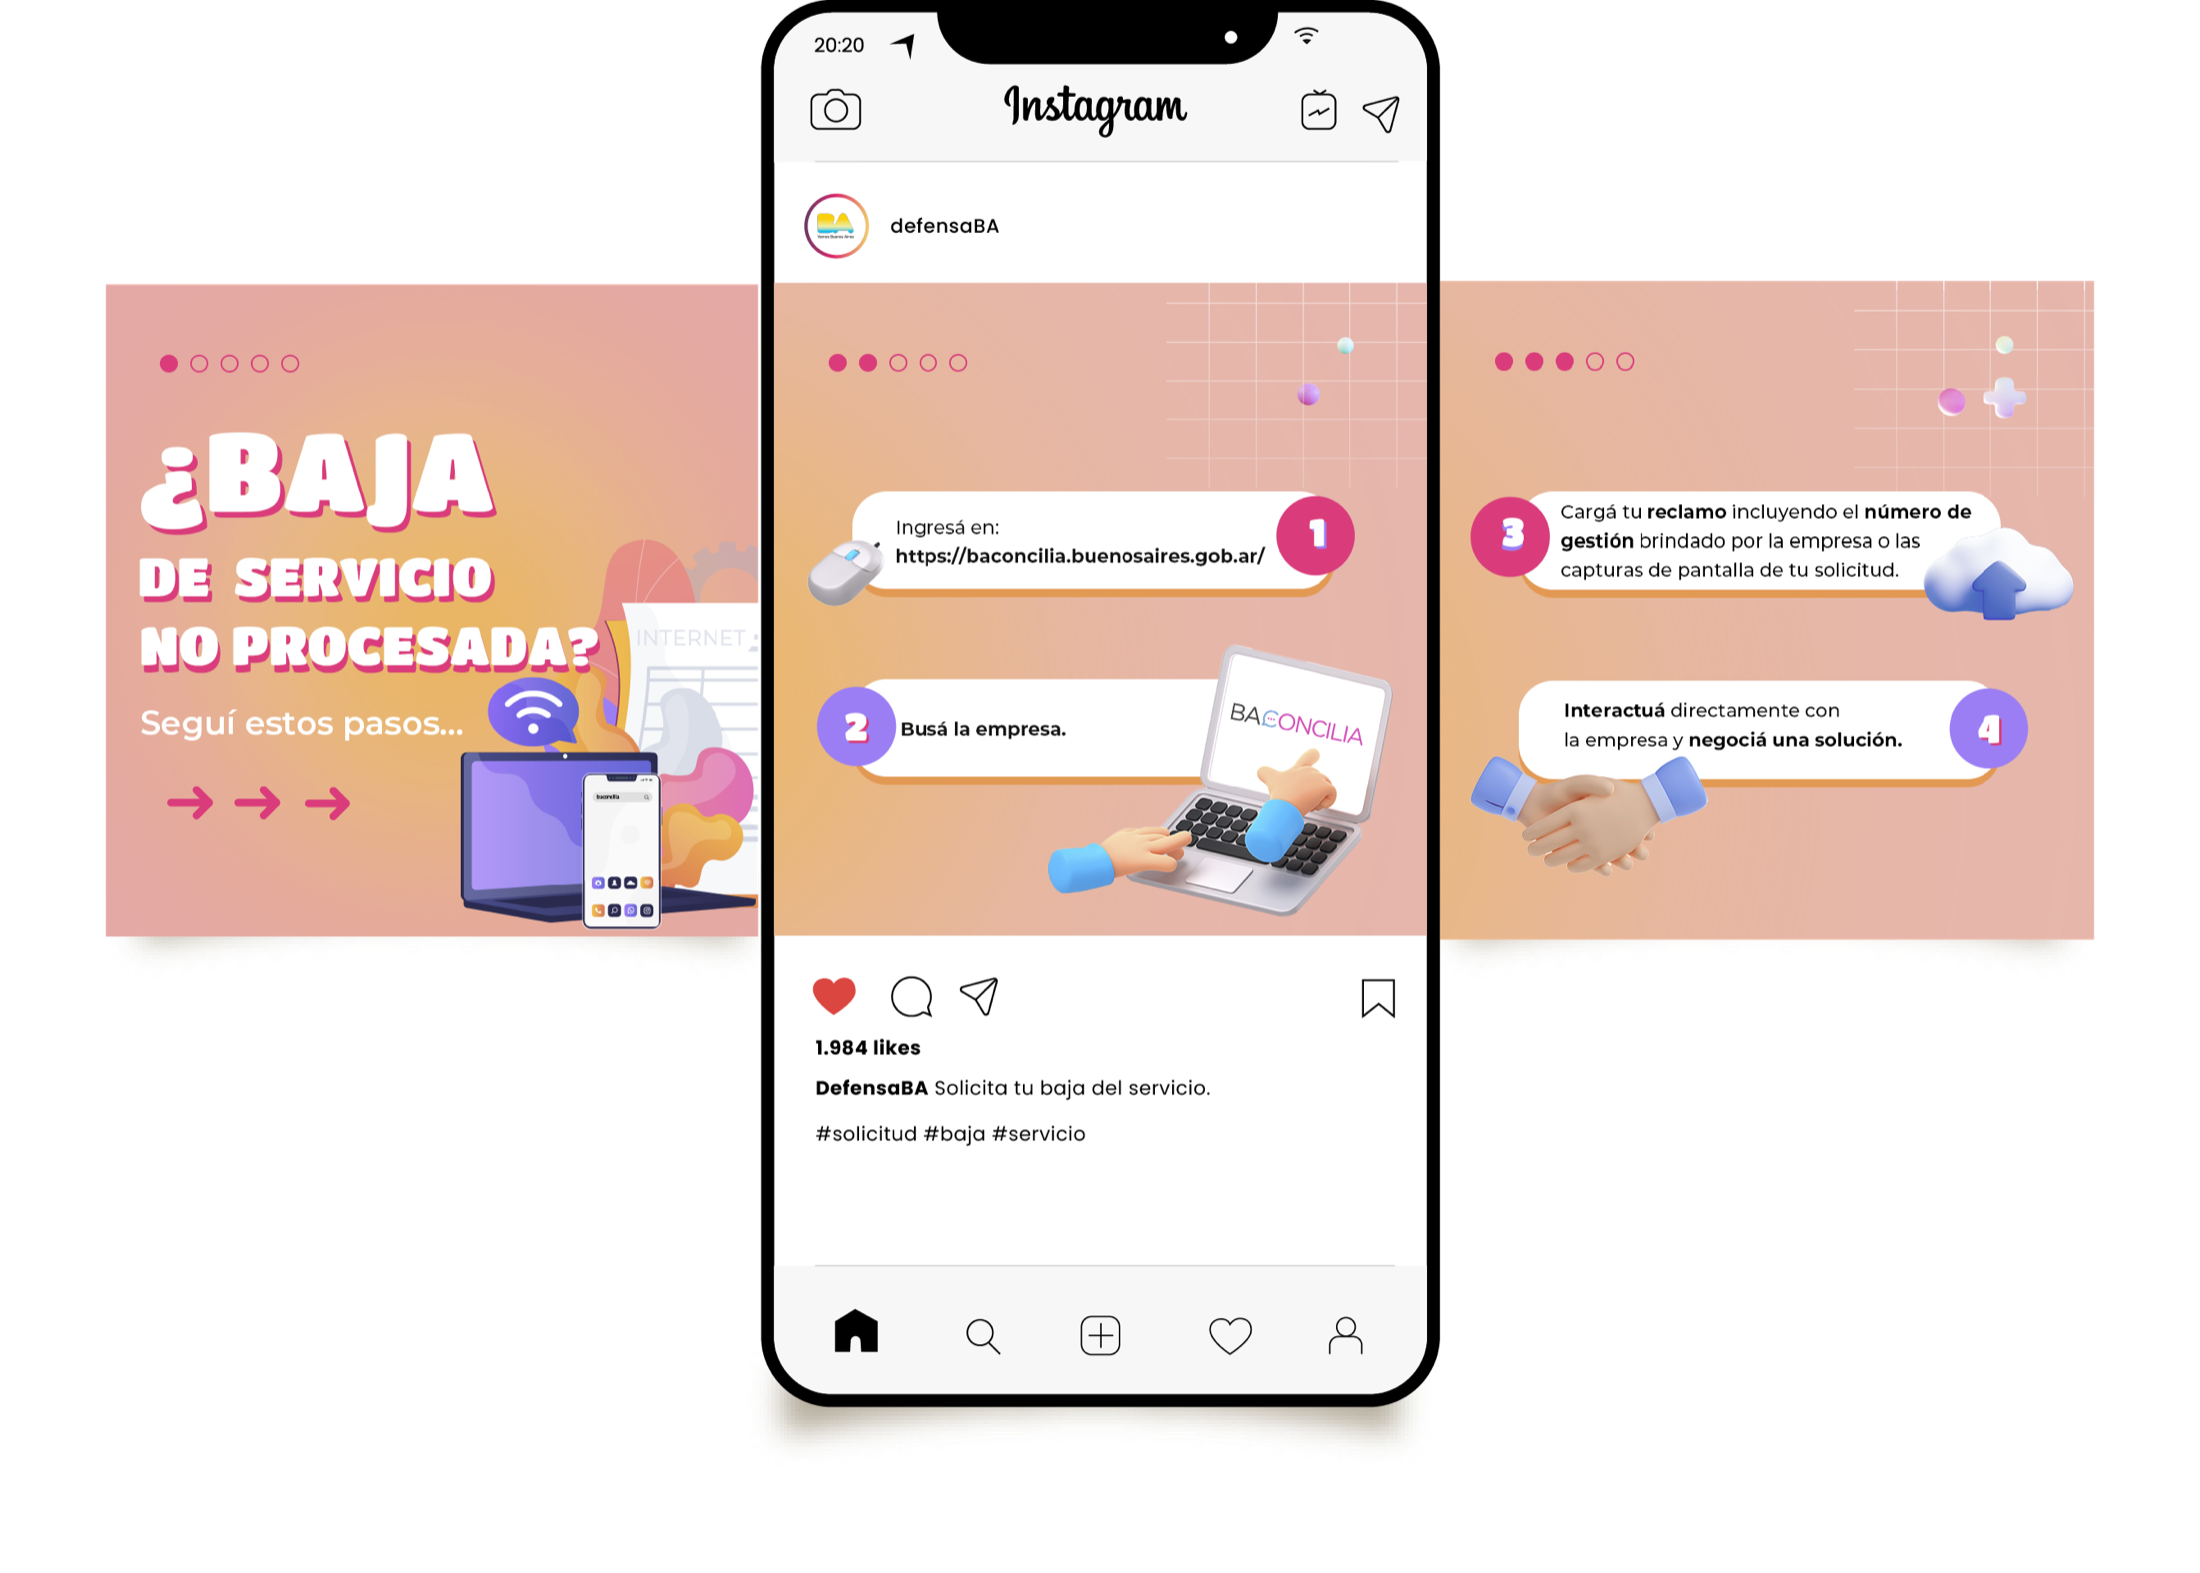 20:20
Instagram
BA
defensaBA
¿BAJA
DE SERVICIO
NO PROCESADA?
Seguí estos pasos...
INTERNET
baconcilia
Ingresá en:
https://baconcilia.buenosaires.gob.ar/
1
2
Busá la empresa.
BACONCILIA
3
Cargá tu reclamo incluyendo el número de
gestión brindado por la empresa o las
capturas de pantalla de tu solicitud.
Interactuá directamente con
la empresa y negociá una solución.
4
1.984 likes
DefensaBA Solicita tu baja del servicio.
#solicitud #baja #servicio